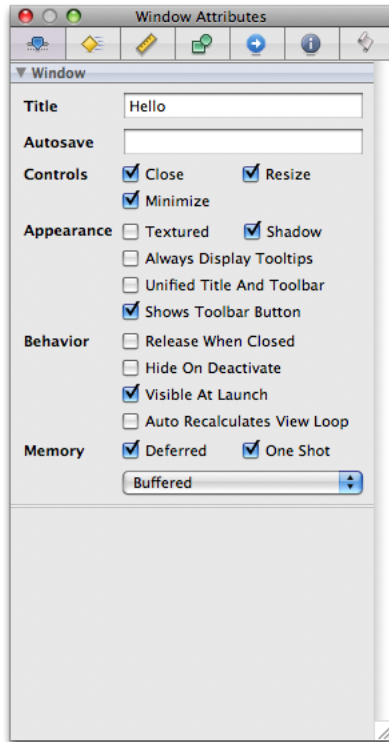 Window Attributes
Window
Title Hello
Autosave
Controls Close Resize
Minimize
Appearance Textured Shadow
Always Display Tooltips
Unified Title And Toolbar
Shows Toolbar Button
Behavior Release When Closed
Hide On Deactivate
Visible At Launch
Auto Recalculates View Loop
Memory Deferred One Shot
Buffered